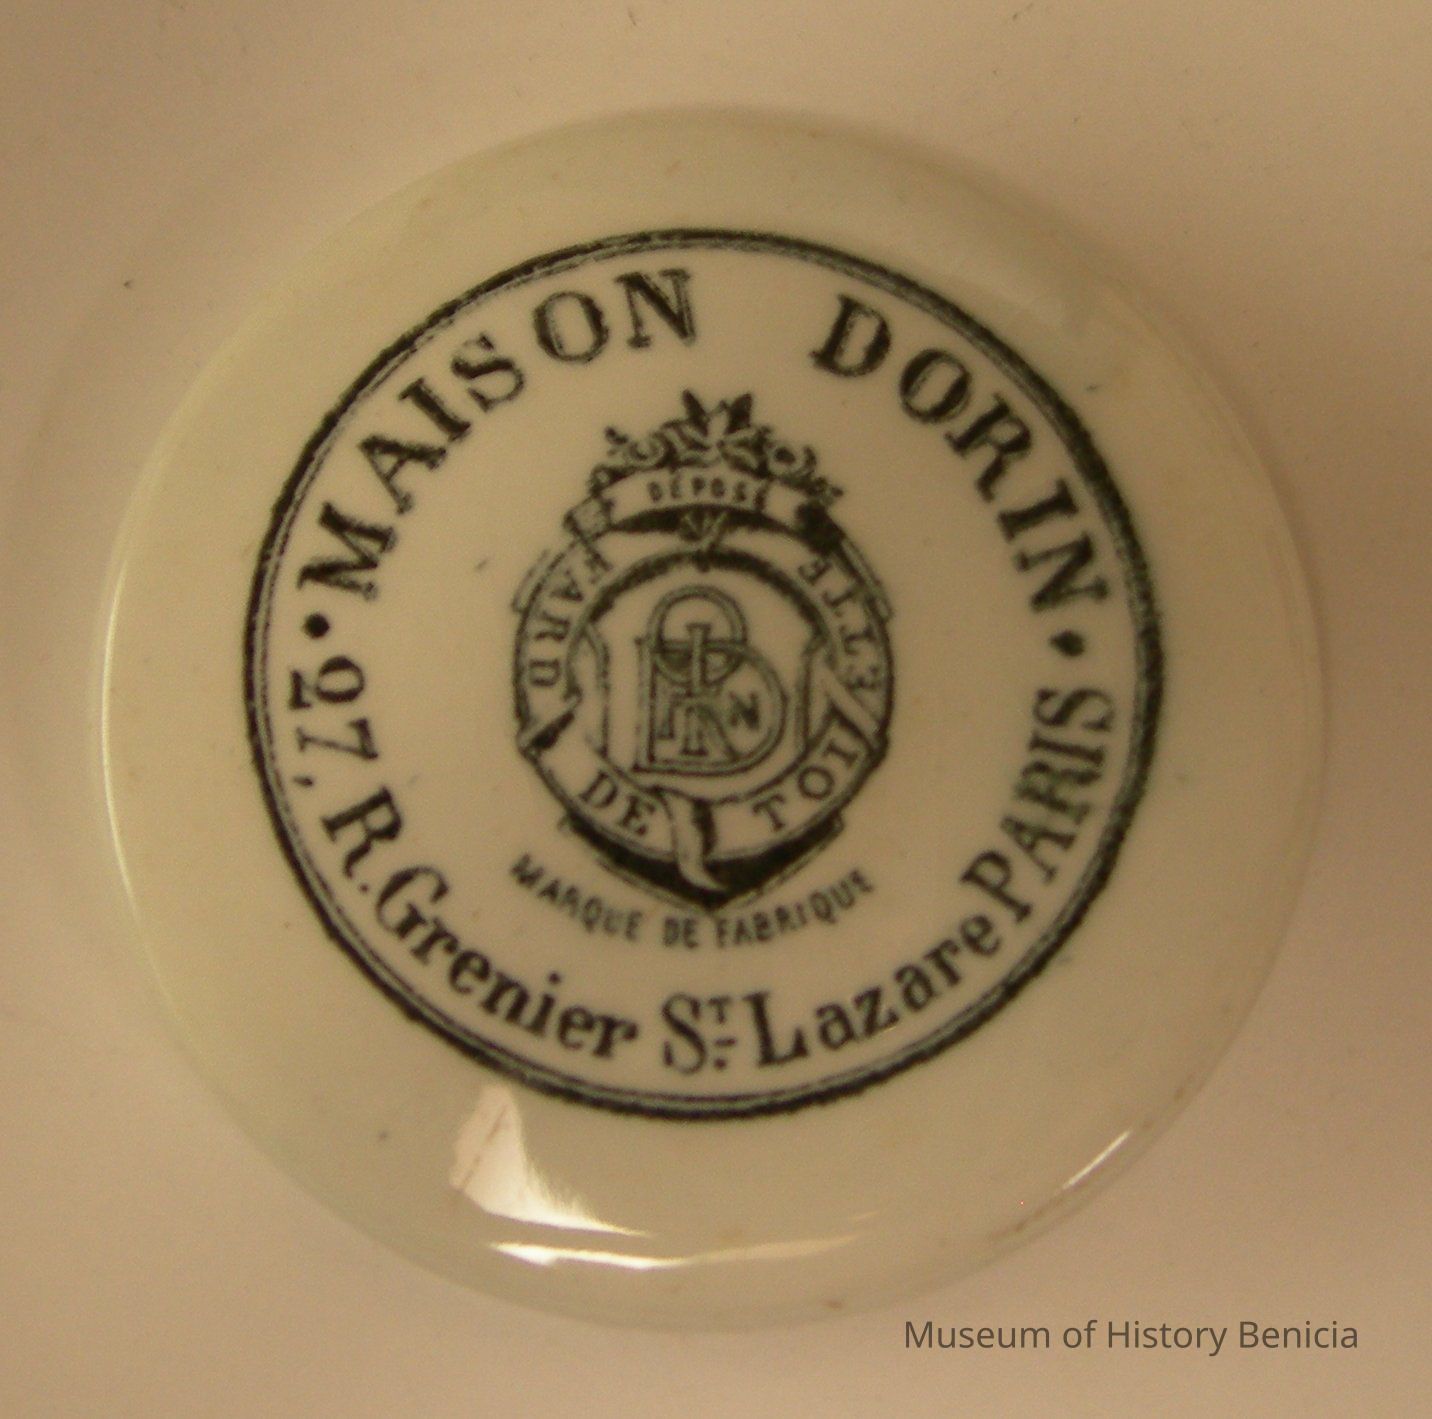 MAISON DORIN
27, R. Grenier ST. Lazare PARIS
DÉPOSÉ
FARD DE TOILETTE
MARQUE DE FABRIQUE
Museum of History Benicia